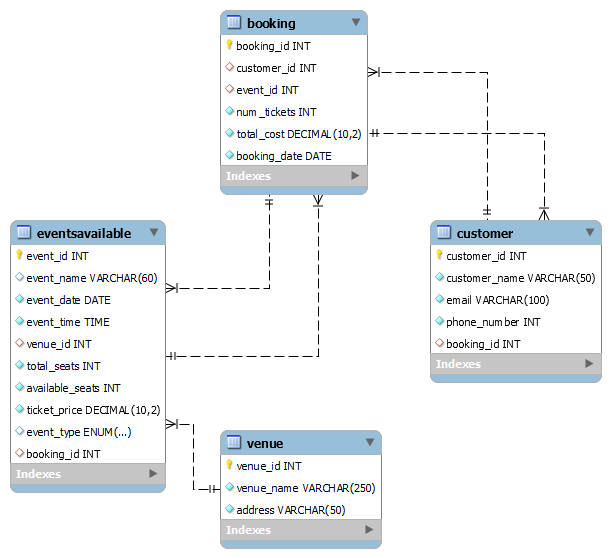 booking
booking_id INT
customer_id INT
event_id INT
num_tickets INT
total_cost DECIMAL(10,2)
booking_date DATE
Indexes
eventsavailable
event_id INT
event_name VARCHAR(60)
event_date DATE
event_time TIME
venue_id INT
total_seats INT
available_seats INT
ticket_price DECIMAL(10,2)
event_type ENUM(...)
booking_id INT
Indexes
customer
customer_id INT
customer_name VARCHAR(50)
email VARCHAR(100)
phone_number INT
booking_id INT
Indexes
venue
venue_id INT
venue_name VARCHAR(250)
address VARCHAR(50)
Indexes